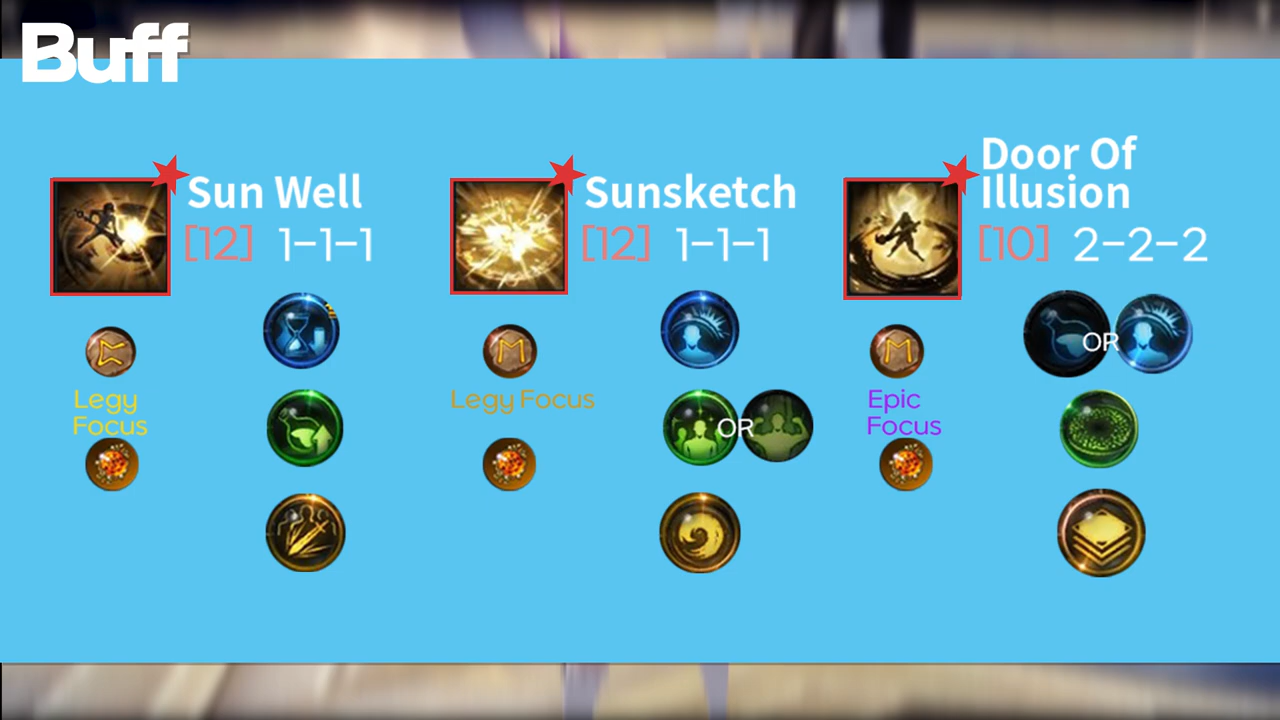 Buff
Sun Well
[12] 1-1-1
Legy
Focus
Sunsketch
[12] 1-1-1
Legy Focus
OR
Door Of
Illusion
[10] 2-2-2
OR
Epic
Focus